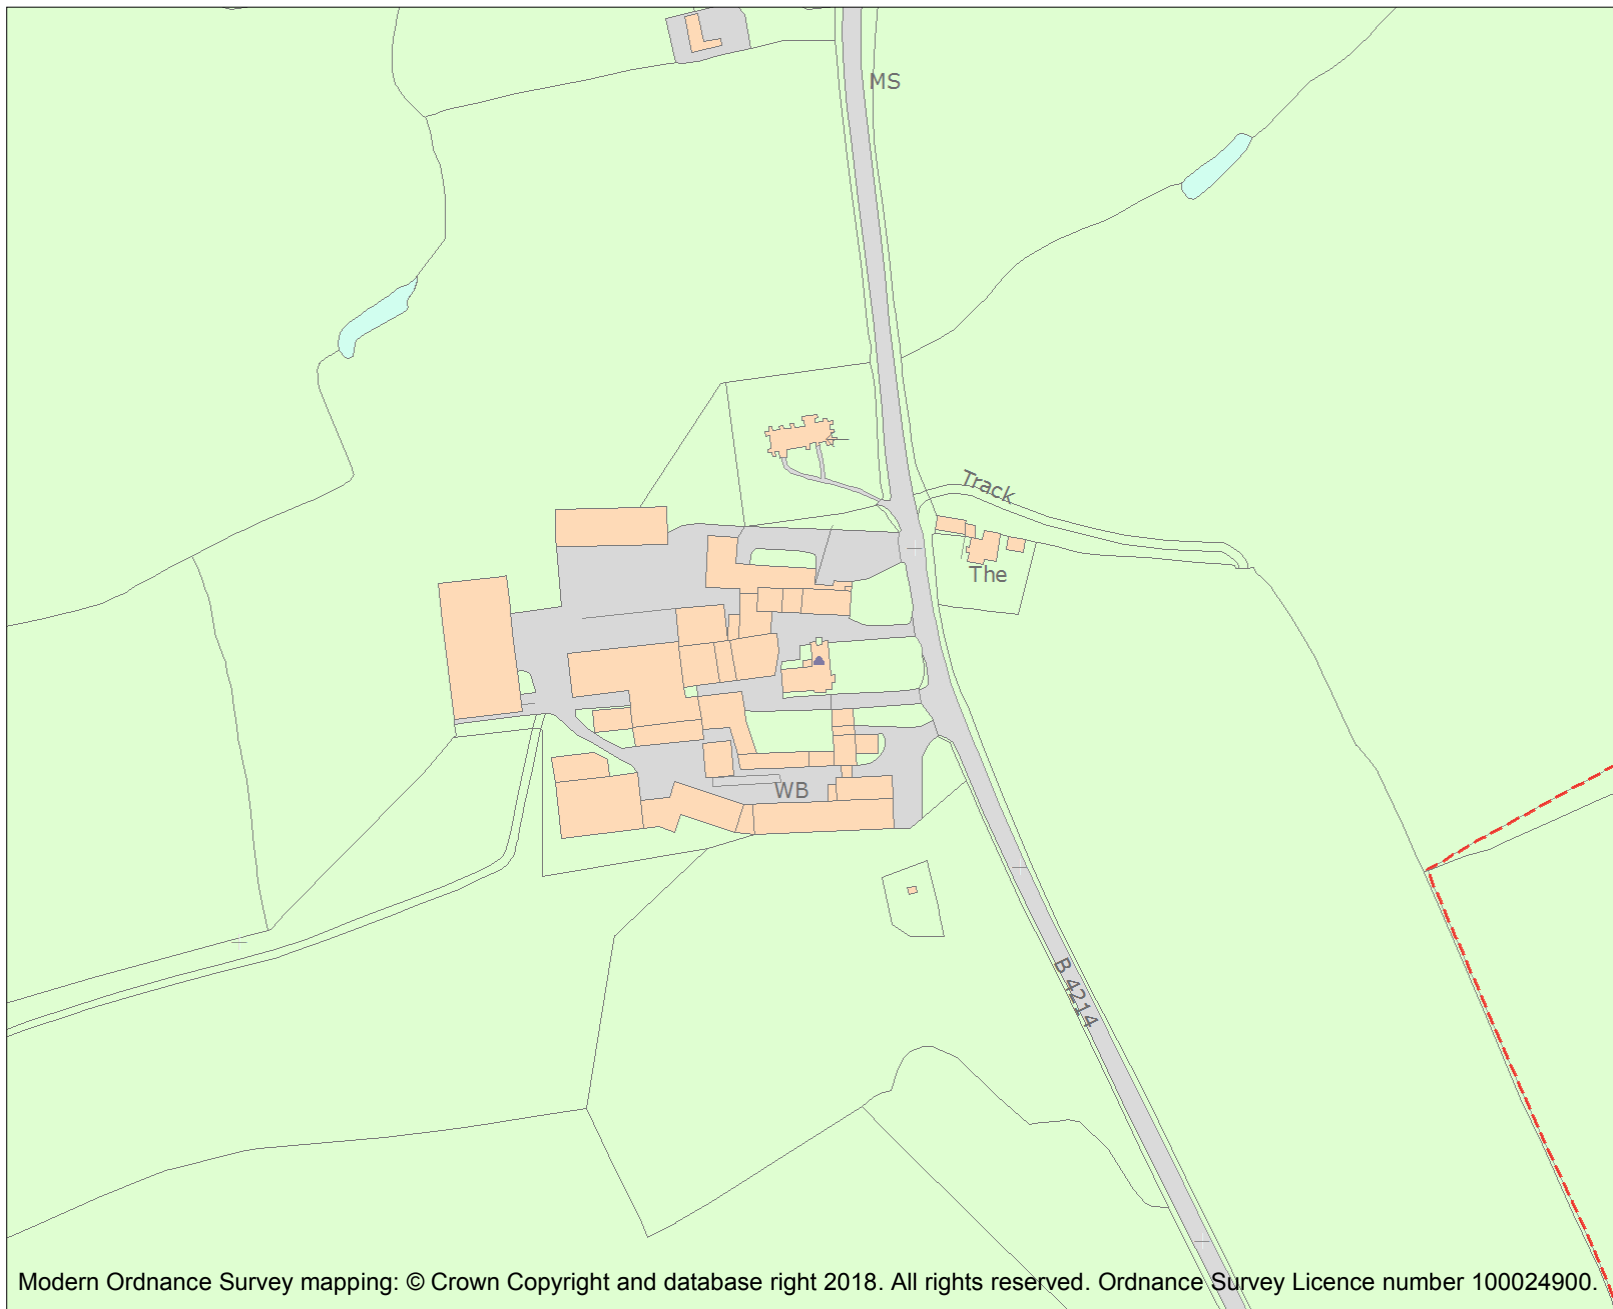 MS
Track
The
WB
B 4214
Modern Ordnance Survey mapping: © Crown Copyright and database right 2018. All rights reserved. Ordnance Survey Licence number 100024900.